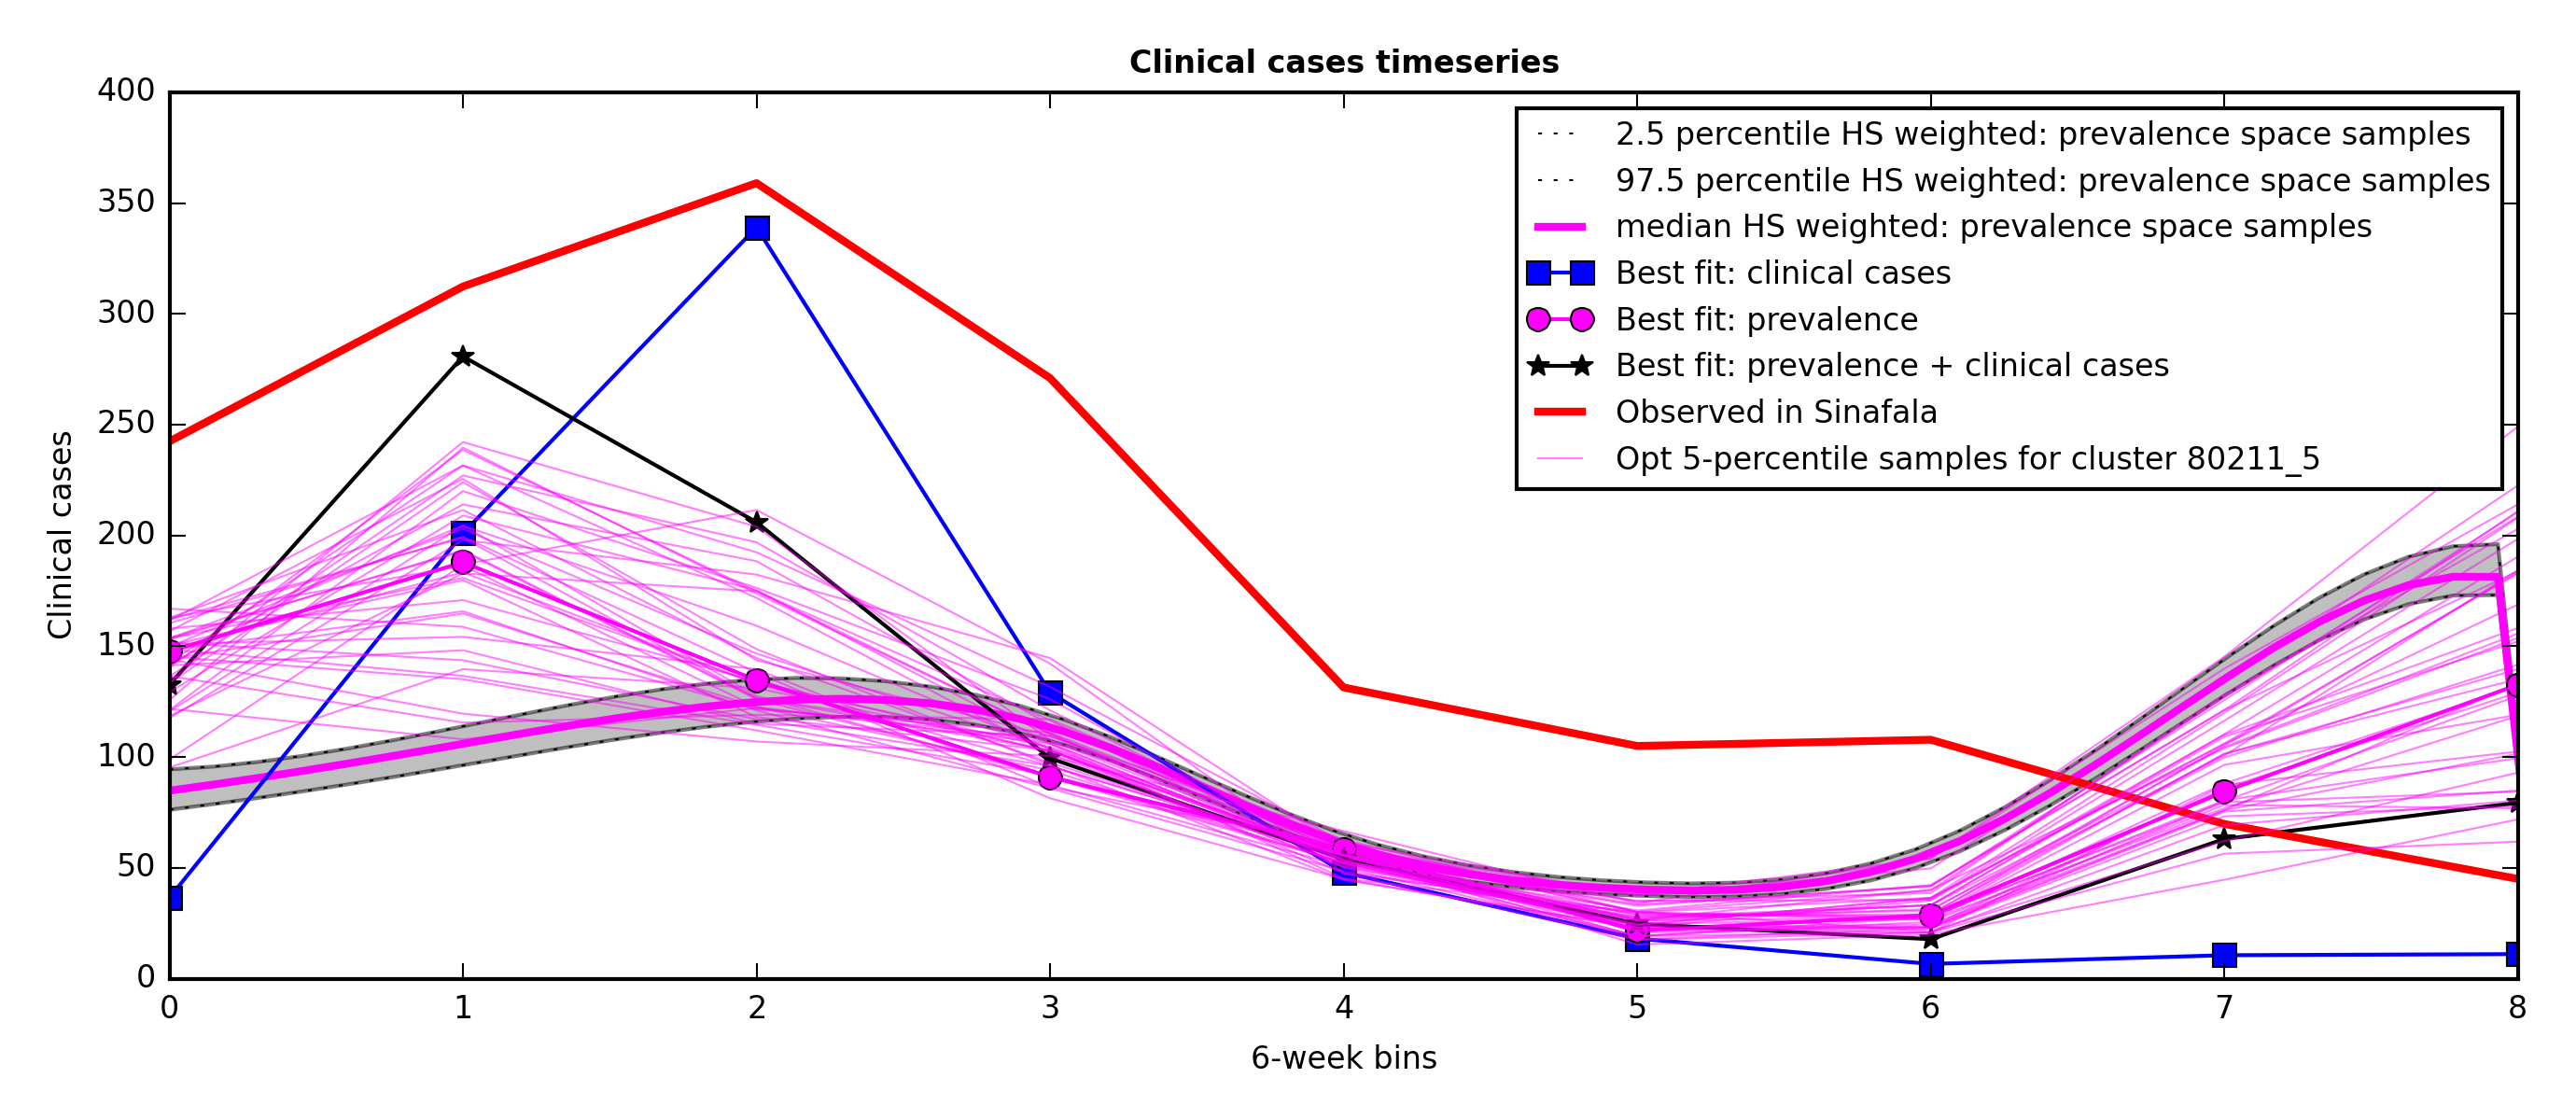 Clinical cases timeseries
400
350
300
250
200
150
100
50
0
Clinical cases
2.5 percentile HS weighted: prevalence space samples
97.5 percentile HS weighted: prevalence space samples
median HS weighted: prevalence space samples
Best fit: clinical cases
Best fit: prevalence
Best fit: prevalence + clinical cases
Observed in Sinafala
Opt 5-percentile samples for cluster 80211_5
0 1 2 3 4 5 6 7 8
6-week bins